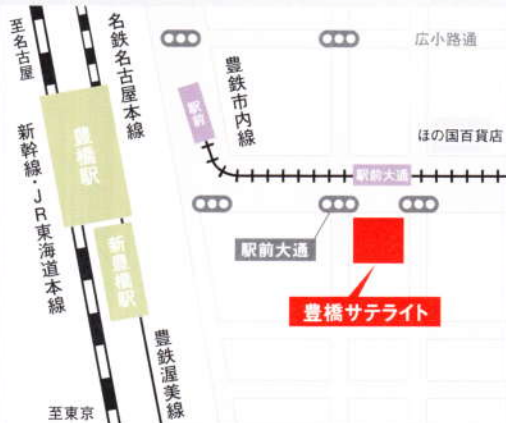 至名古屋
名鉄名古屋本線
広小路通
豊鉄市内線
駅前
ほの国百貨店
豊橋駅
駅前大通
新幹線・JR東海道本線
新豊橋駅
駅前大通
豊橋サテライト
豊鉄渥美線
至東京